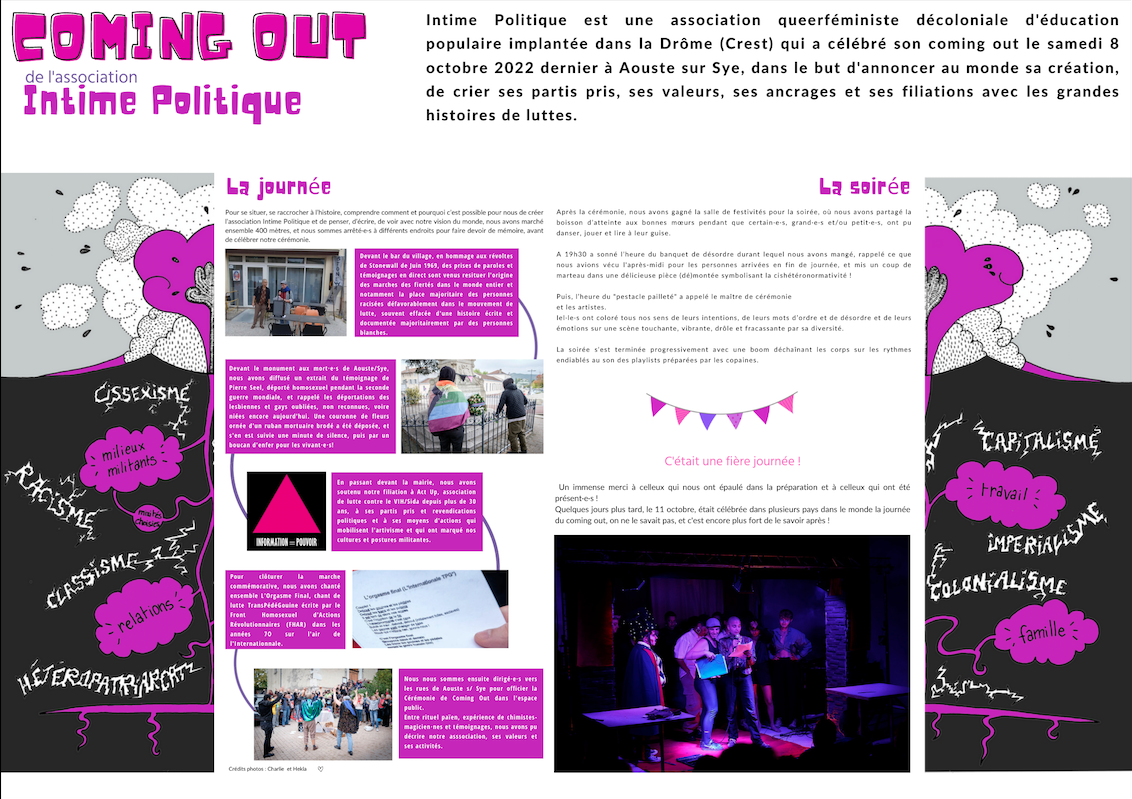 COMING OUT
de l'association
Intime Politique
Intime Politique est une association queerféministe décoloniale d'éducation
populaire implantée dans la Drôme (Crest) qui a célébré son coming out le samedi 8
octobre 2022 dernier à Aouste sur Sye, dans le but d'annoncer au monde sa création,
de crier ses partis pris, ses valeurs, ses ancrages et ses filiations avec les grandes
histoires de luttes.
La journée
Pour se situer, se raccrocher à l'histoire, comprendre comment et pourquoi c'est possible pour nous de créer
l'association Intime Politique et de penser, d'écrire, de voir avec notre vision du monde, nous avons marché
ensemble 400 mètres, et nous sommes arrêté·e·s à différents endroits pour faire devoir de mémoire, avant
de célébrer notre cérémonie.
Devant le bar du village, en hommage aux révoltes
de Stonewall de Juin 1969, des prises de paroles et
témoignages en direct sont venus resituer l'origine
des marches des fiertés dans le monde entier et
notamment la place majoritaire des personnes
racisées défavorablement dans le mouvement de
lutte, souvent effacée d'une histoire écrite et
documentée majoritairement par des personnes
blanches.
Devant le monument aux mort·e·s de Aouste/Sye,
nous avons diffusé un extrait du témoignage de
Pierre Seel, déporté homosexuel pendant la seconde
guerre mondiale, et rappelé les déportations des
lesbiennes et gays oubliées, non reconnues, voire
niées encore aujourd'hui. Une couronne de fleurs
ornée d'un ruban mortuaire brodé a été déposée, et
s'en est suivie une minute de silence, puis par un
boucan d'enfer pour les vivant·e·s!
INFORMATION = POUVOIR
En passant devant la mairie, nous avons
soutenu notre filiation à Act Up, association
de lutte contre le VIH/Sida depuis plus de 30
ans, à ses partis pris et revendications
politiques et à ses moyens d'actions qui
mobilisent l'artivisme et qui ont marqué nos
cultures et postures militantes.
Pour clôturer la marche
commémorative, nous avons chanté
ensemble L'Orgasme Final, chant de
lutte TransPédéGouine écrite par le
Front Homosexuel d'Actions
Révolutionnaires (FHAR) dans les
années 70 sur l'air de
l'Internationale.
L'orgasme final (L'Internationale TPG)
Nous nous sommes ensuite dirigé·e·s vers
les rues de Aouste s/ Sye pour officier la
Cérémonie de Coming Out dans l'espace
public.
Entre rituel païen, expérience de chimistes-
magicien·nes et témoignages, nous avons pu
décrire notre asssociation, ses valeurs et
ses activités.
Crédits photos : Charlie et Hekla
La soirée
Après la cérémonie, nous avons gagné la salle de festivités pour la soirée, où nous avons partagé la
boisson d'atteinte aux bonnes mœurs pendant que certain·e·s, grand·e·s et/ou petit·e·s, ont pu
danser, jouer et lire à leur guise.
A 19h30 a sonné l'heure du banquet de désordre durant lequel nous avons mangé, rappelé ce que
nous avions vécu l'après-midi pour les personnes arrivées en fin de journée, et mis un coup de
marteau dans une délicieuse pièce (dé)montée symbolisant la cishétéronormativité !
Puis, l'heure du "pestacle pailleté" a appelé le maître de cérémonie
et les artistes.
Iel·le·s ont coloré tous nos sens de leurs intentions, de leurs mots d'ordre et de désordre et de leurs
émotions sur une scène touchante, vibrante, drôle et fracassante par sa diversité.
La soirée s'est terminée progressivement avec une boom déchaînant les corps sur les rythmes
endiablés au son des playlists préparées par les copaines.
C'était une fière journée !
Un immense merci à celleux qui nous ont épaulé dans la préparation et à celleux qui ont été
présent·e·s !
Quelques jours plus tard, le 11 octobre, était célébrée dans plusieurs pays dans le monde la journée
du coming out, on ne le savait pas, et c'est encore plus fort de le savoir après !
CISSEXISME
milieux
militants
RACISME
CLASSISME
relations
HÉTÉROPATRIARCAT
CAPITALISME
travail
IMPERIALISME
COLONIALISME
famille